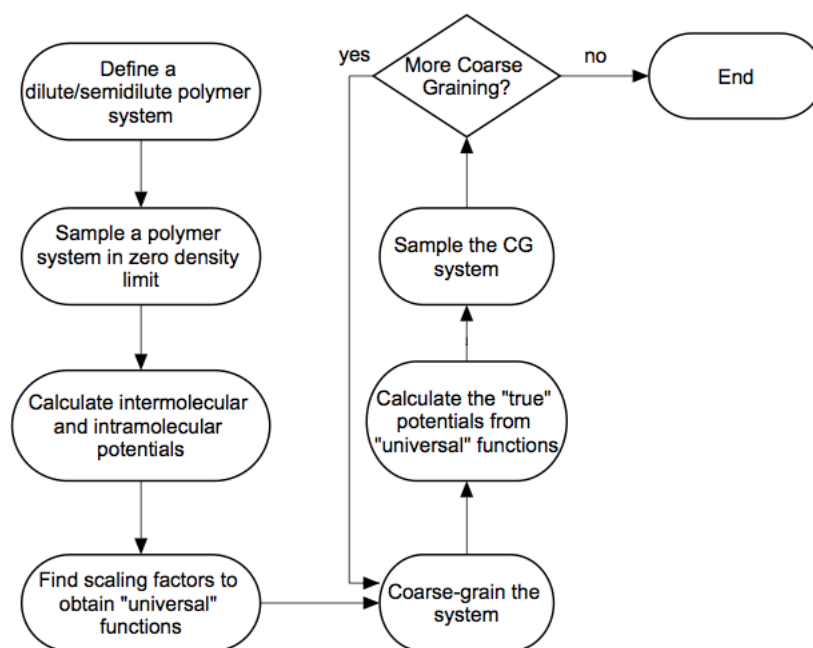 Define a
dilute/semidilute polymer
system
Sample a polymer
system in zero density
limit
Calculate intermolecular
and intramolecular
potentials
Find scaling factors to
obtain "universal"
functions
Coarse-grain the
system
Calculate the "true"
potentials from
"universal" functions
Sample the CG
system
More Coarse
Graining?
yes
no
End